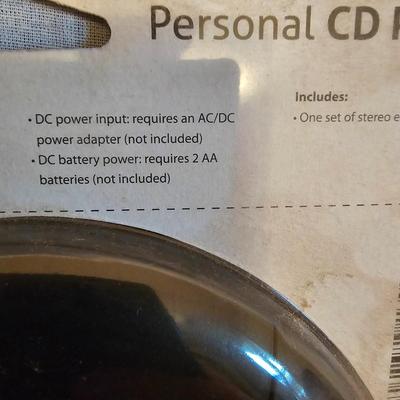 Personal CD
• DC power input: requires an AC/DC
power adapter (not included)
• DC battery power: requires 2 AA
batteries (not included)
Includes:
• One set of stereo